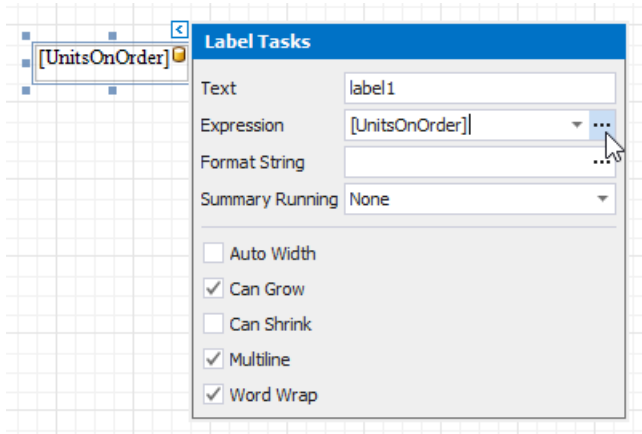 [UnitsOnOrder]
Label Tasks
Text label1
Expression [UnitsOnOrder] ...
Format String ...
Summary Running None
Auto Width
Can Grow
Can Shrink
Multiline
Word Wrap